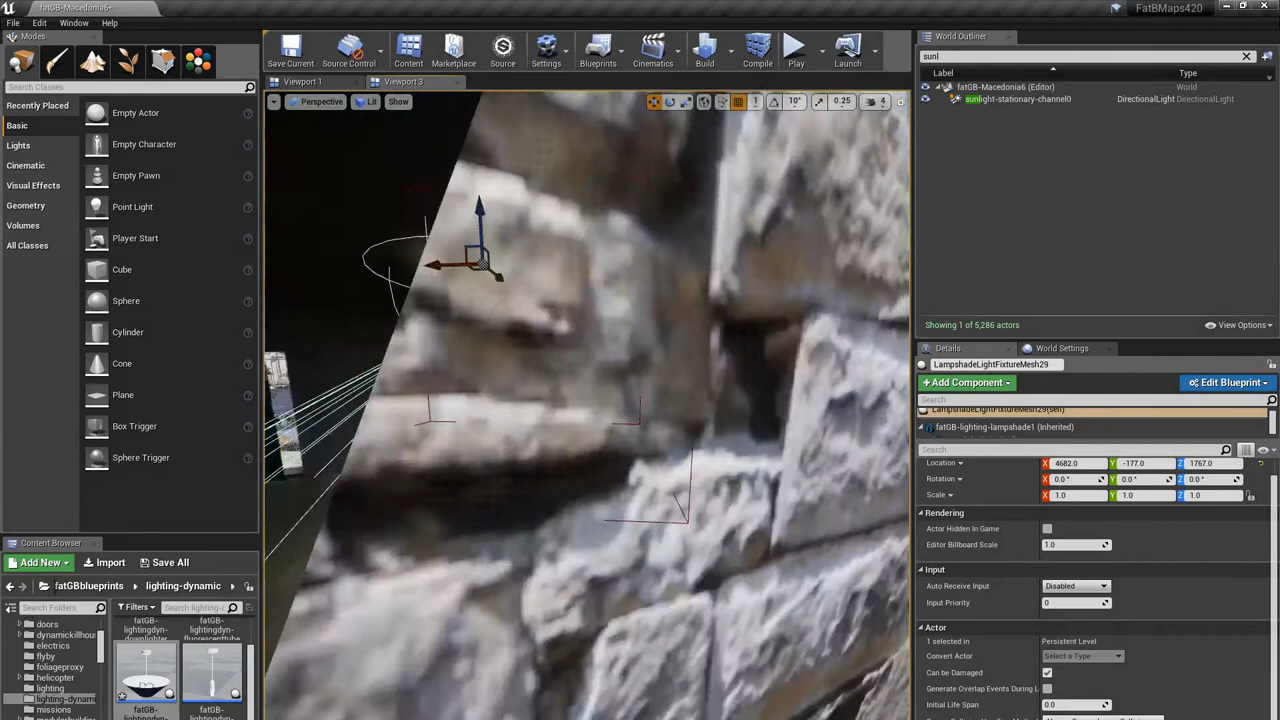 fatGB-Macedonia6*
FatBMaps420
File Edit Window Help
Modes
Search Classes
Recently Placed
Basic
Lights
Cinematic
Visual Effects
Geometry
Volumes
All Classes
Empty Actor
Empty Character
Empty Pawn
Point Light
Player Start
Cube
Sphere
Cylinder
Cone
Plane
Box Trigger
Sphere Trigger
Save Current
Source Control
Content
Marketplace
Source
Settings
Blueprints
Cinematics
Build
Compile
Play
Launch
Viewport 1
Viewport 3
Perspective Lit Show
1 10° 0.25 4
World Outliner
sunl
Label Type
fatGB-Macedonia6 (Editor) World
sunlight-stationary-channel0 DirectionalLight DirectionalLight
Showing 1 of 5,286 actors
View Options
Details World Settings
LampshadeLightFixtureMesh29
+Add Component Edit Blueprint
Search
LampshadeLightFixtureMesh29(self)
fatGB-lighting-lampshade1 (Inherited)
Search
Location X 4682.0 Y -177.0 Z 1767.0
Rotation X 0.0 ° Y 0.0 ° Z 0.0 °
Scale X 1.0 Y 1.0 Z 1.0
Rendering
Actor Hidden In Game
Editor Billboard Scale 1.0
Input
Auto Receive Input Disabled
Input Priority 0
Actor
1 selected in Persistent Level
Convert Actor Select a Type
Can be Damaged
Generate Overlap Events During L
Initial Life Span 0.0
Content Browser
Add New Import Save All
fatGBblueprints lighting-dynamic
Search Folders
Filters Search lighting-
doors
dynamickillhou
electrics
flyby
foliageproxy
helicopter
lighting
lighting-dynami
missions
fatGB-lightingdyn-downlighter
fatGB-lightingdyn-fluorescenttube
fatGB-lightingdyn-
fatGB-lightingdyn-